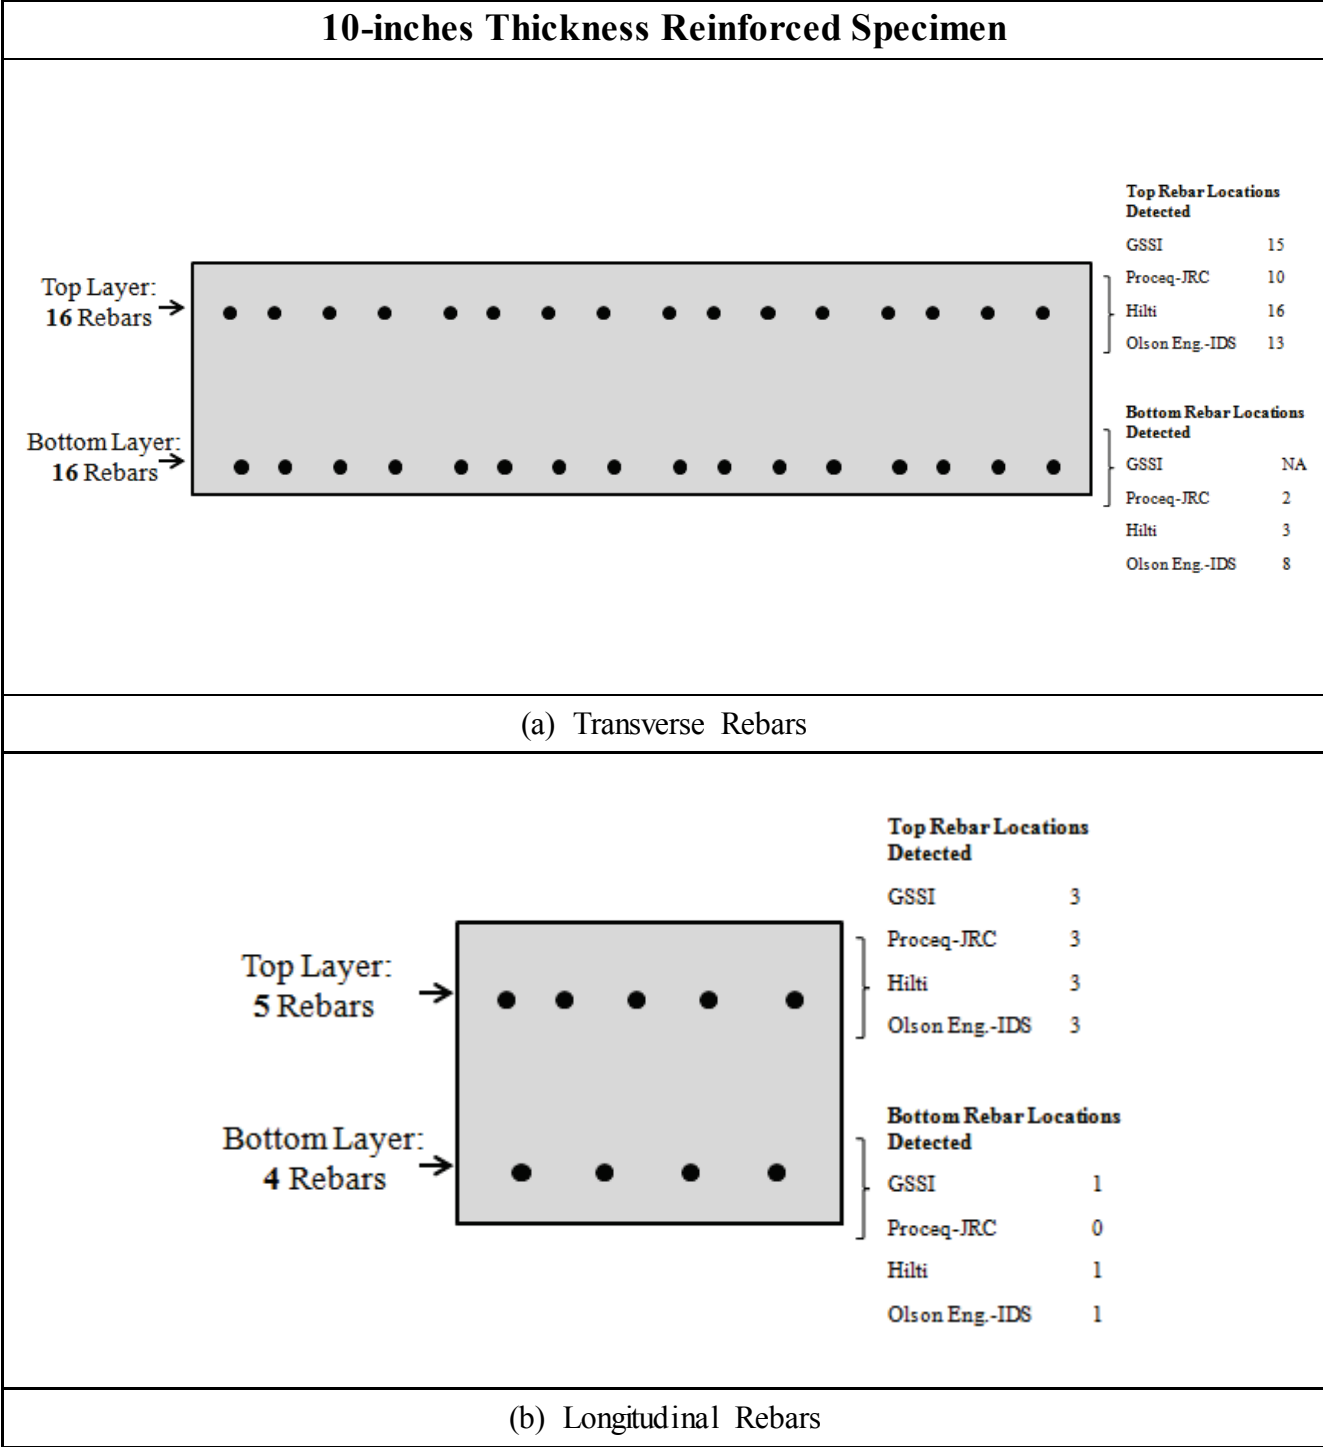 10-inches Thickness Reinforced Specimen
Top Layer:
16 Rebars
Bottom Layer:
16 Rebars
Top Rebar Locations
Detected
GSSI 15
Proceq-JRC 10
Hilti 16
Olson Eng.-IDS 13
Bottom Rebar Locations
Detected
GSSI NA
Proceq-JRC 2
Hilti 3
Olson Eng.-IDS 8
(a) Transverse Rebars
Top Layer:
5 Rebars
Bottom Layer:
4 Rebars
Top Rebar Locations
Detected
GSSI 3
Proceq-JRC 3
Hilti 3
Olson Eng.-IDS 3
Bottom Rebar Locations
Detected
GSSI 1
Proceq-JRC 0
Hilti 1
Olson Eng.-IDS 1
(b) Longitudinal Rebars